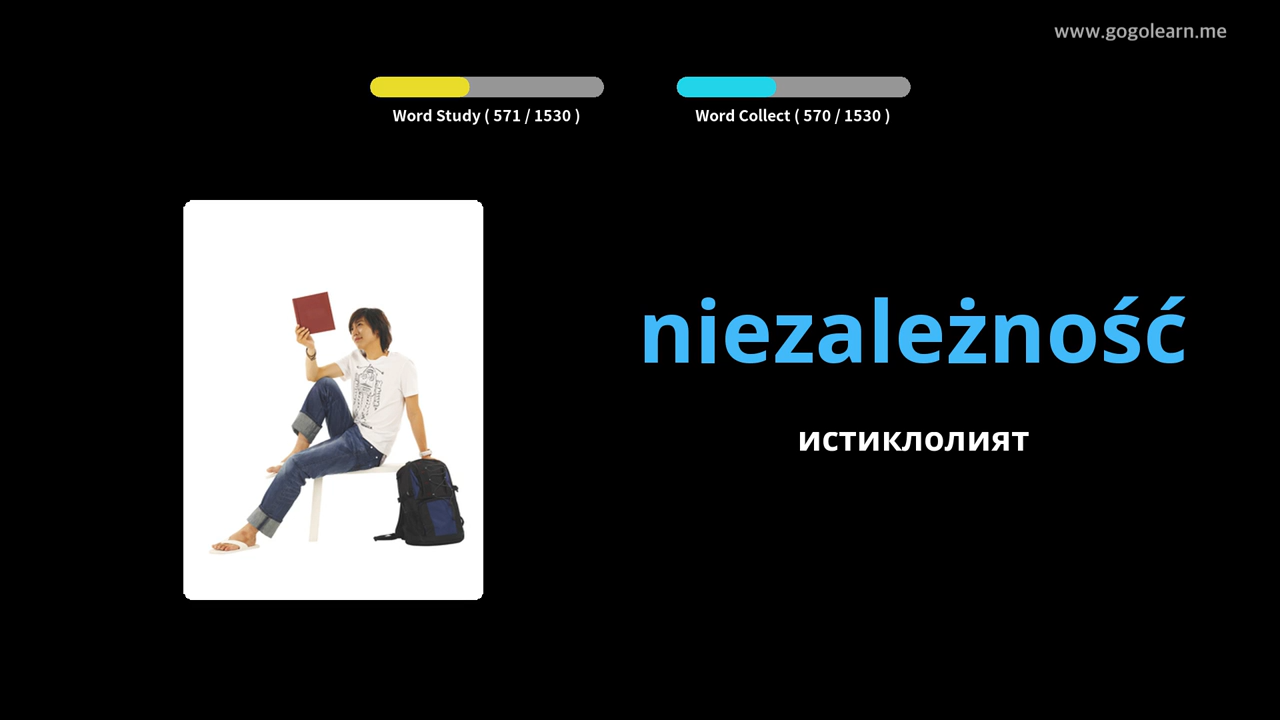 www.gogolearn.me
Word Study ( 571 / 1530 )
Word Collect ( 570 / 1530 )
niezależność
истиклолият